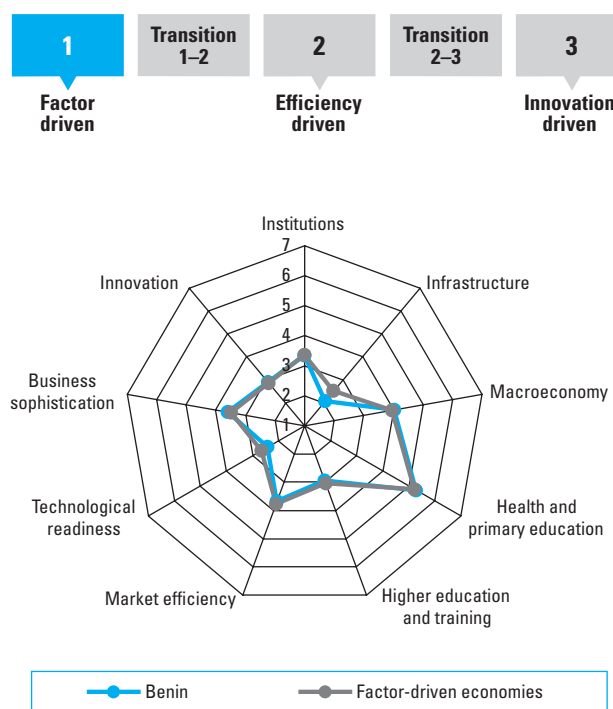 1
Transition
1–2
2
Transition
2–3
3
Factor
driven
Efficiency
driven
Innovation
driven
Institutions
7
6
5
4
3
2
1
Innovation
Infrastructure
Business
sophistication
Macroeconomy
Technological
readiness
Health and
primary education
Market efficiency
Higher education
and training
Benin
Factor-driven economies